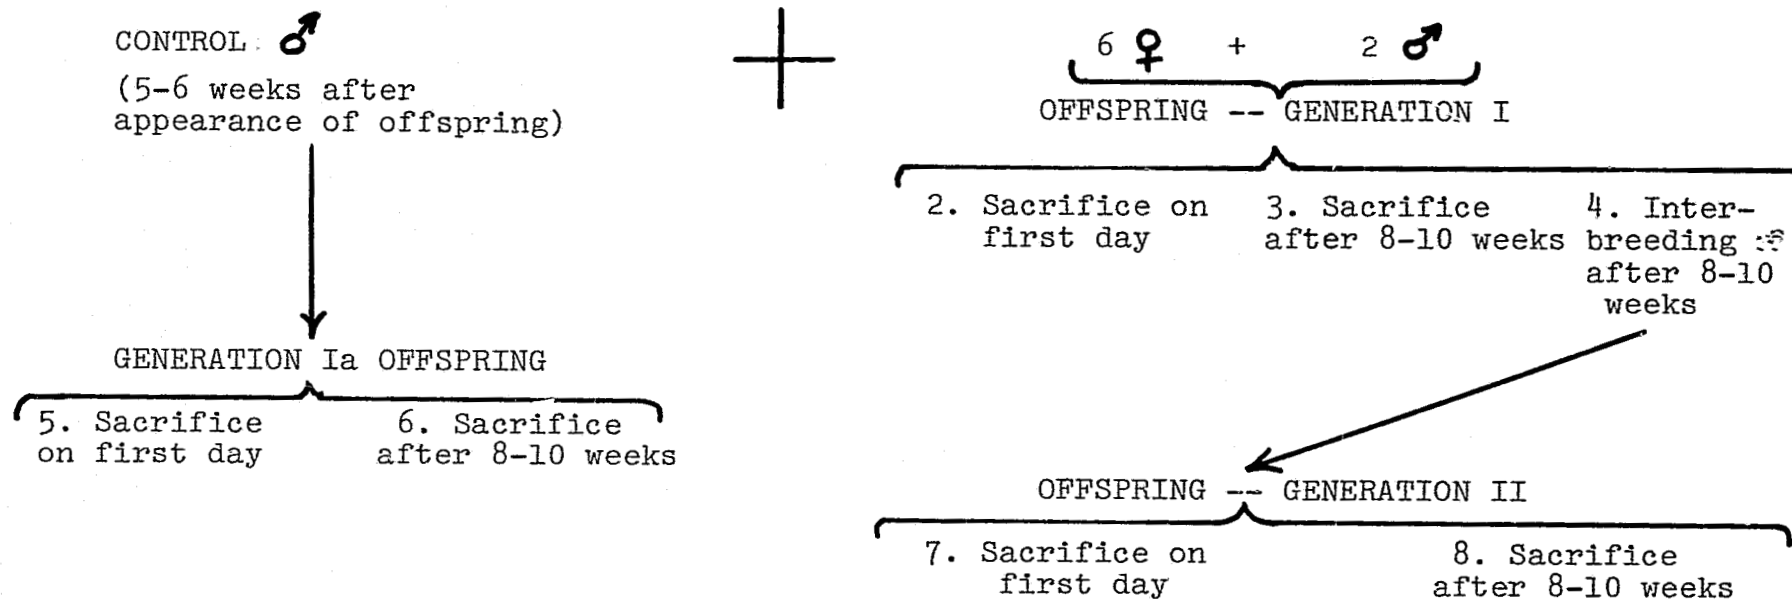 CONTROL ♂
(5-6 weeks after
appearance of offspring)
+
6 ♀ + 2 ♂
OFFSPRING -- GENERATION I
2. Sacrifice on
first day
3. Sacrifice
after 8-10 weeks
4. Inter-
breeding
after 8-10
weeks
GENERATION Ia OFFSPRING
5. Sacrifice
on first day
6. Sacrifice
after 8-10 weeks
OFFSPRING -- GENERATION II
7. Sacrifice on
first day
8. Sacrifice
after 8-10 weeks